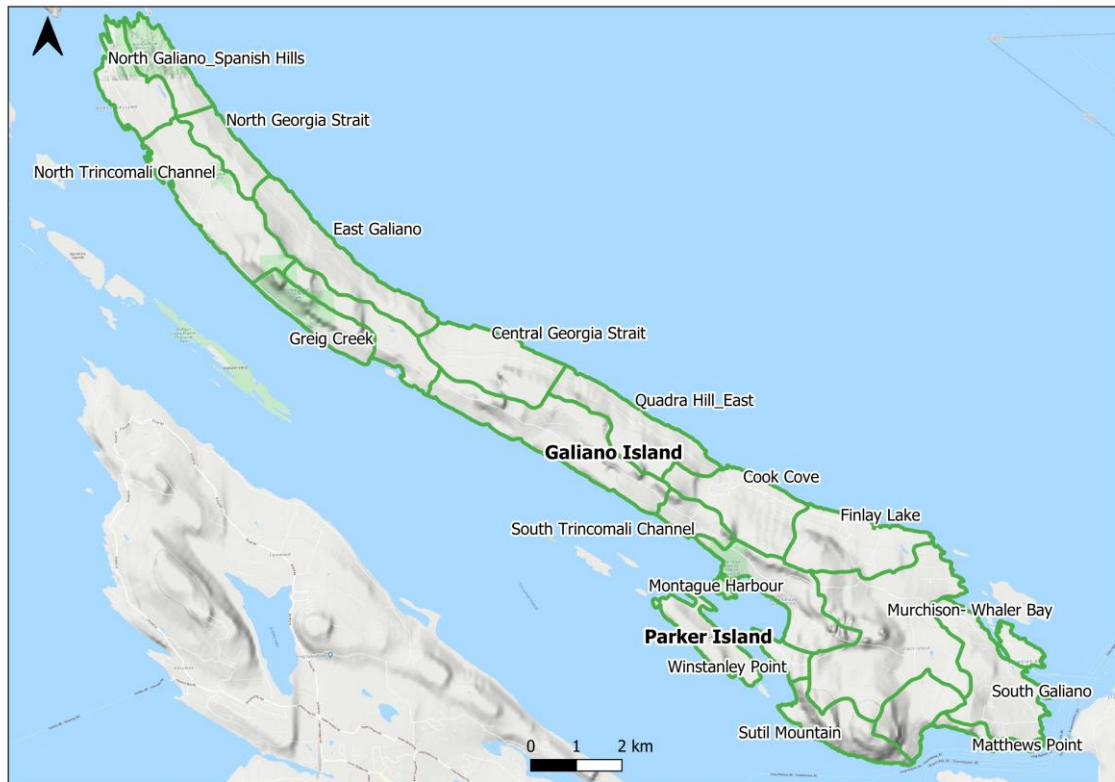 North Galiano_Spanish Hills
North Georgia Strait
North Trincomali Channel
East Galiano
Central Georgia Strait
Greig Creek
Quadra Hill_East
Galiano Island
Cook Cove
Finlay Lake
South Trincomali Channel
Montague Harbour
Murchison- Whaler Bay
Parker Island
Winstanley Point
South Galiano
Sutil Mountain
Matthews Point
0 1 2 km